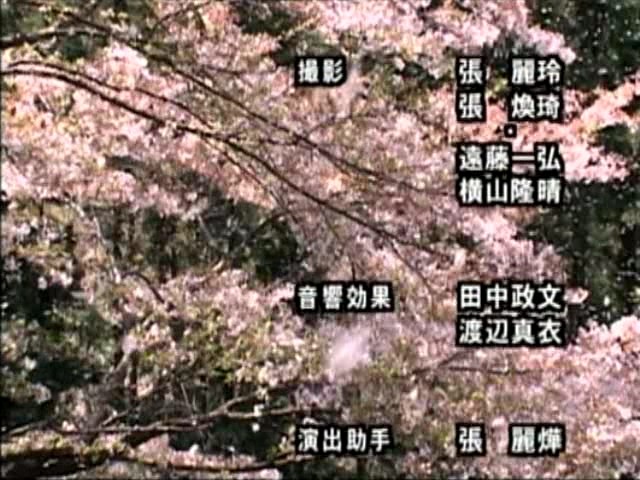 撮影 張 麗玲
張 煥琦
・
遠藤一弘
横山隆晴
音響効果 田中政文
渡辺真衣
演出助手 張 麗燁